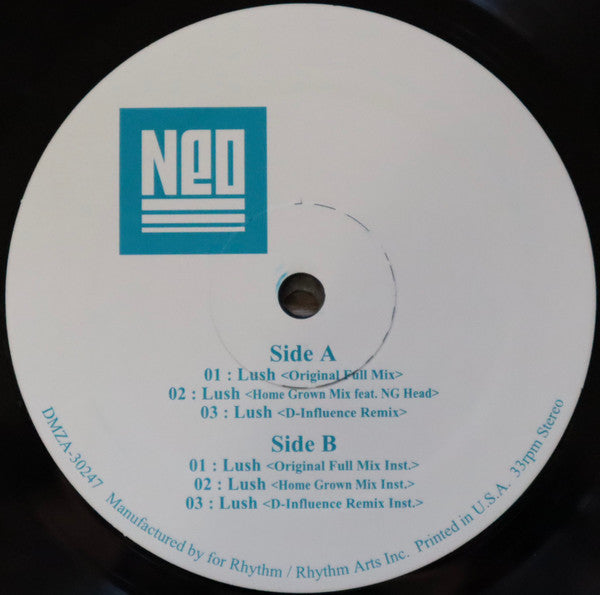 NeO
Side A
01 : Lush <Original Full Mix>
02 : Lush <Home Grown Mix feat. NG Head>
03 : Lush <D-Influence Remix>
Side B
01 : Lush <Original Full Mix Inst.>
02 : Lush <Home Grown Mix Inst.>
03 : Lush <D-Influence Remix Inst.>
DMZA-30247 Manufactured by for Rhythm / Rhythm Arts Inc. Printed in U.S.A. 33rpm Stereo